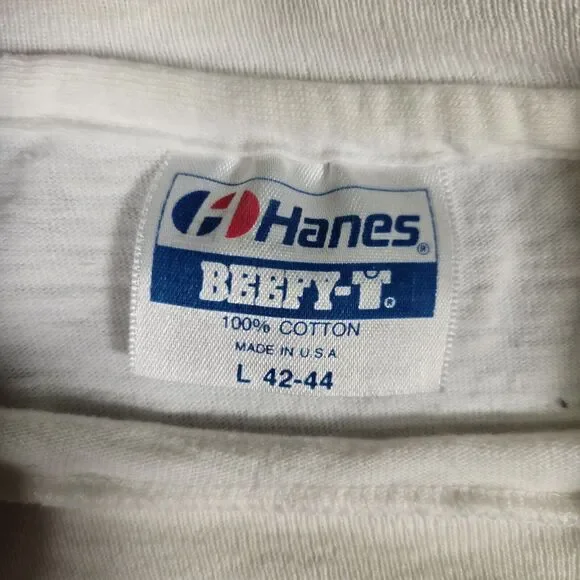 Hanes®
BEEFY-T®
100% COTTON
MADE IN U.S.A
L 42-44